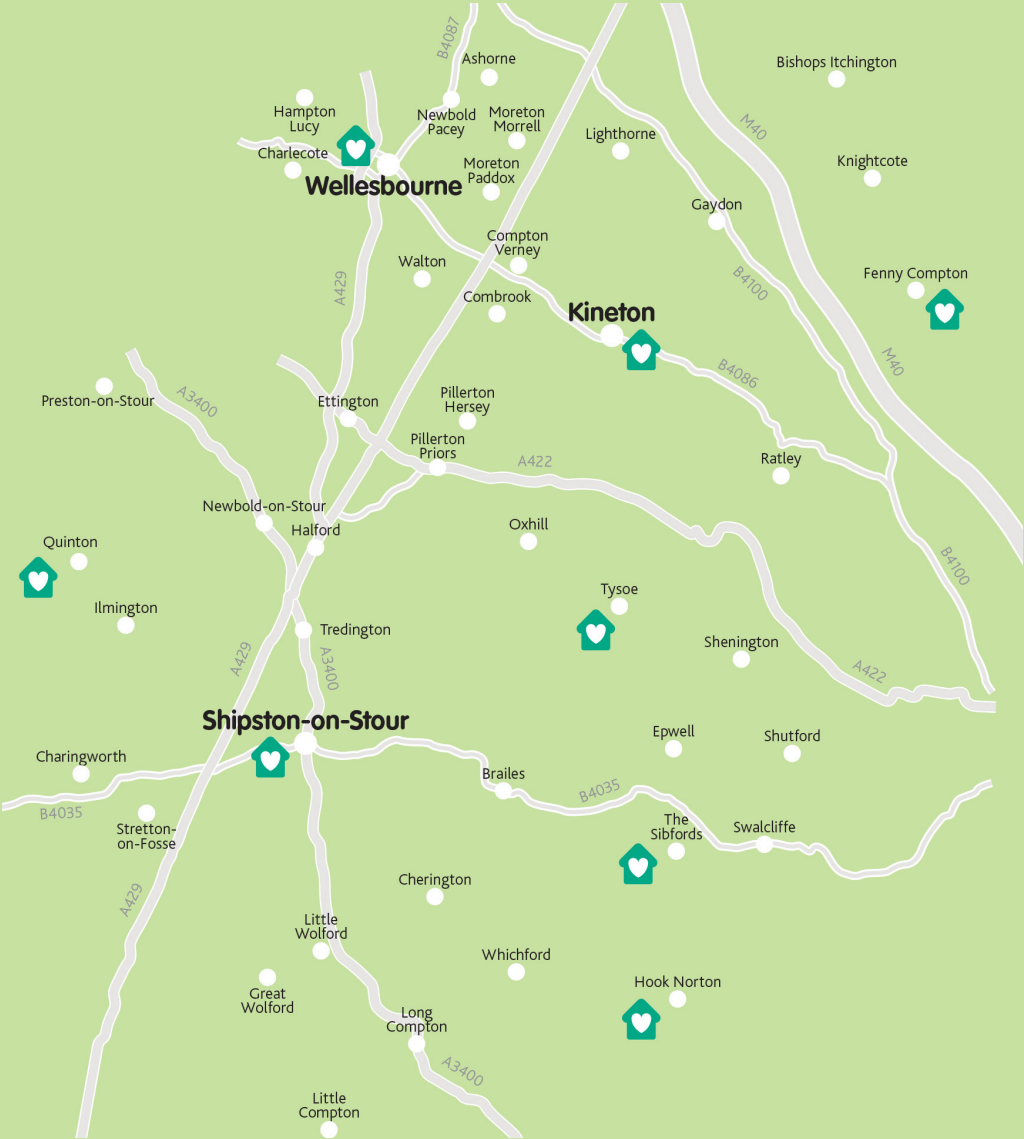 B4087
Ashorne
Bishops Itchington
Hampton
Lucy
Newbold
Pacey
Moreton
Morrell
Lighthorne
M40
Charlecote
Moreton
Paddox
Knightcote
Wellesbourne
Gaydon
Compton
Verney
Walton
A429
B4100
Fenny Compton
Combrook
Kineton
M40
B4086
Preston-on-Stour
A3400
Ettington
Pillerton
Hersey
Pillerton
Priors
A422
Ratley
Newbold-on-Stour
Halford
Oxhill
Quinton
B4100
Ilmington
Tysoe
Tredington
Shenington
A429
A3400
A422
Shipston-on-Stour
Epwell
Shutford
Charingworth
Brailes
B4035
B4035
Stretton-
on-Fosse
The
Sibfords
Swalcliffe
A429
Cherington
Little
Wolford
Whichford
Great
Wolford
Hook Norton
Long
Compton
A3400
Little
Compton